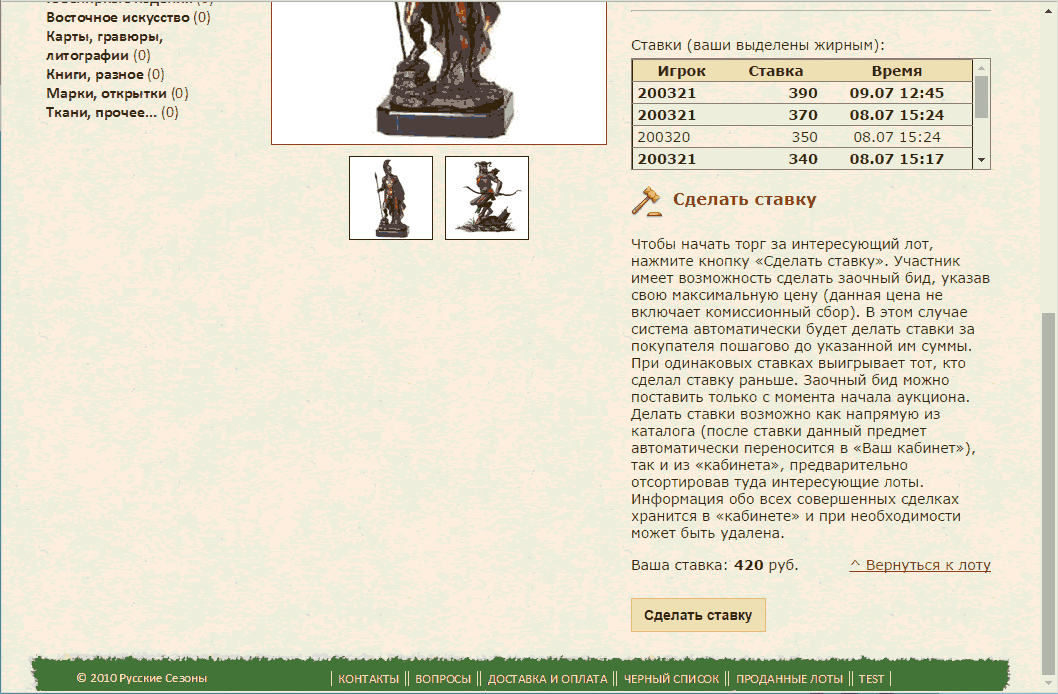 Восточное искусство (0)
Карты, гравюры,
литографии (0)
Книги, разное (0)
Марки, открытки (0)
Ткани, прочее... (0)
Ставки (ваши выделены жирным):
Игрок Ставка Время
200321 390 09.07 12:45
200321 370 08.07 15:24
200320 350 08.07 15:24
200321 340 08.07 15:17
Сделать ставку
Чтобы начать торг за интересующий лот,
нажмите кнопку «Сделать ставку». Участник
имеет возможность сделать заочный бид, указав
свою максимальную цену (данная цена не
включает комиссионный сбор). В этом случае
система автоматически будет делать ставки за
покупателя пошагово до указанной им суммы.
При одинаковых ставках выигрывает тот, кто
сделал ставку раньше. Заочный бид можно
поставить только с момента начала аукциона.
Делать ставки возможно как напрямую из
каталога (после ставки данный предмет
автоматически переносится в «Ваш кабинет»),
так и из «кабинета», предварительно
отсортировав туда интересующие лоты.
Информация обо всех совершенных сделках
хранится в «кабинете» и при необходимости
может быть удалена.
Ваша ставка: 420 руб. ^ Вернуться к лоту
Сделать ставку
© 2010 Русские Сезоны | КОНТАКТЫ || ВОПРОСЫ || ДОСТАВКА И ОПЛАТА || ЧЕРНЫЙ СПИСОК || ПРОДАННЫЕ ЛОТЫ || TEST |